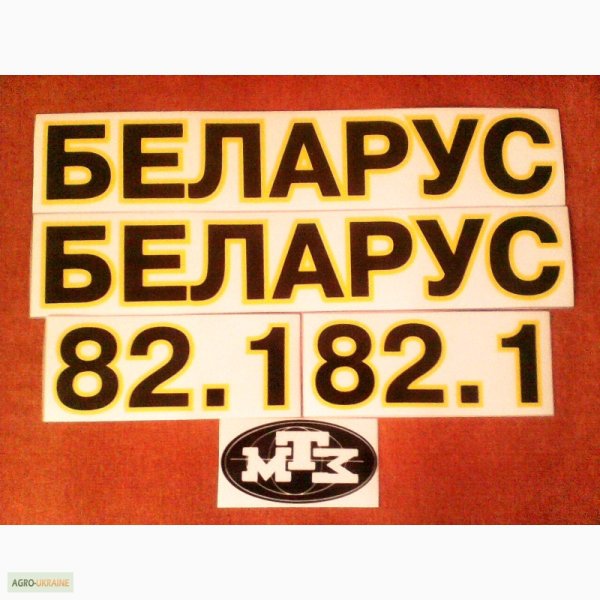 БЕЛАРУС
БЕЛАРУС
82.1 82.1
МТЗ
AGRO-UKRAINE